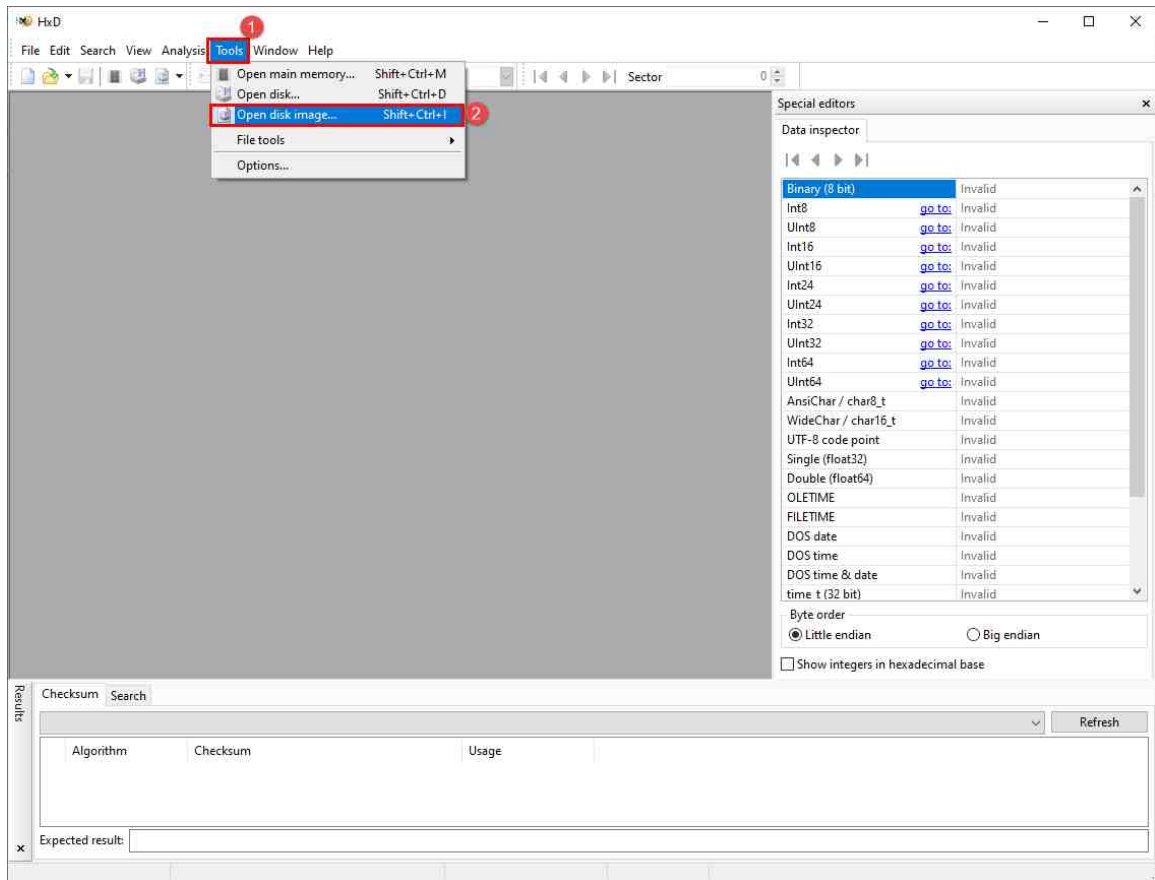 HxD
1
File Edit Search View Analysis Tools Window Help
Open main memory... Shift+Ctrl+M
Sector 0
Open disk... Shift+Ctrl+D
Special editors
Open disk image... Shift+Ctrl+I 2
Data inspector
File tools
Options...
Binary (8 bit) Invalid
Int8 go to: Invalid
UInt8 go to: Invalid
Int16 go to: Invalid
UInt16 go to: Invalid
Int24 go to: Invalid
UInt24 go to: Invalid
Int32 go to: Invalid
UInt32 go to: Invalid
Int64 go to: Invalid
UInt64 go to: Invalid
AnsiChar / char8_t Invalid
WideChar / char16_t Invalid
UTF-8 code point Invalid
Single (float32) Invalid
Double (float64) Invalid
OLETIME Invalid
FILETIME Invalid
DOS date Invalid
DOS time Invalid
DOS time & date Invalid
time_t (32 bit) Invalid
Byte order
Little endian Big endian
Show integers in hexadecimal base
Results
Checksum Search
Refresh
Algorithm Checksum Usage
Expected result: